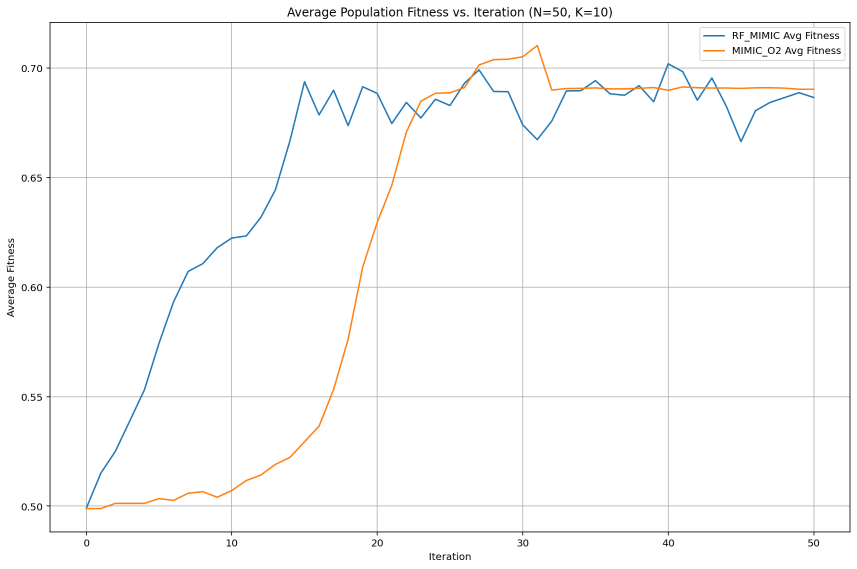 Average Population Fitness vs. Iteration (N=50, K=10)
RF_MIMIC Avg Fitness
MIMIC_O2 Avg Fitness
Average Fitness
0.70
0.65
0.60
0.55
0.50
0 10 20 30 40 50
Iteration